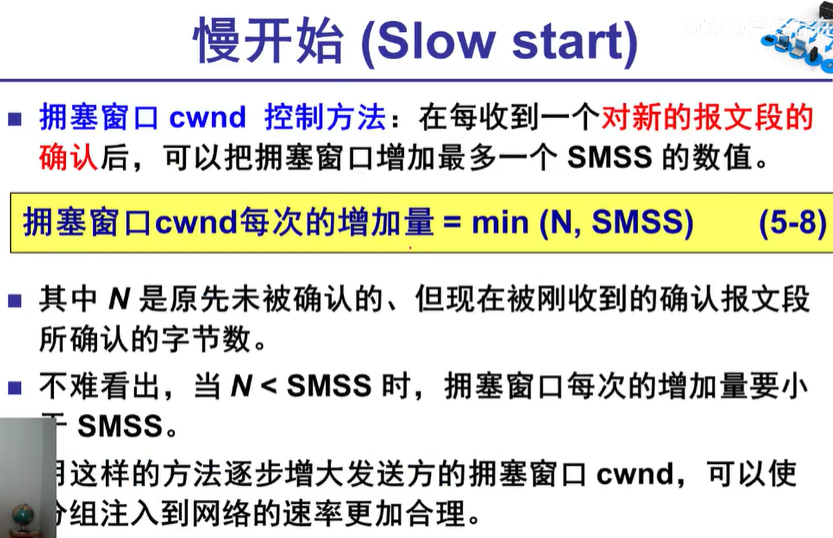 慢开始 (Slow start)
拥塞窗口 cwnd 控制方法：在每收到一个对新的报文段的
确认后，可以把拥塞窗口增加最多一个 SMSS 的数值。
拥塞窗口cwnd每次的增加量 = min (N, SMSS) (5-8)
其中 N 是原先未被确认的、但现在被刚收到的确认报文段
所确认的字节数。
不难看出，当 N < SMSS 时，拥塞窗口每次的增加量要小
于 SMSS。
用这样的方法逐步增大发送方的拥塞窗口 cwnd，可以使
分组注入到网络的速率更加合理。